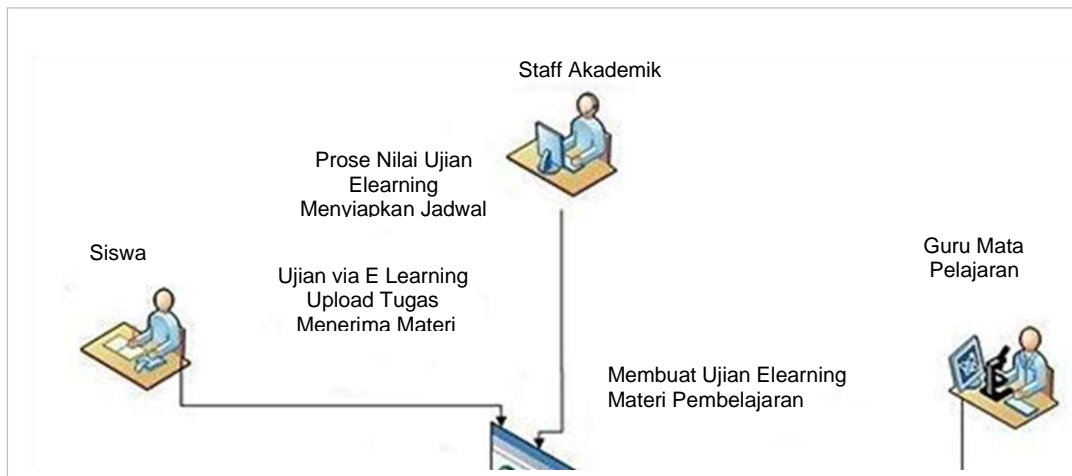 Staff Akademik
Prose Nilai Ujian
Elearning
Menyiapkan Jadwal
Siswa
Ujian via E Learning
Upload Tugas
Menerima Materi
Guru Mata
Pelajaran
Membuat Ujian Elearning
Materi Pembelajaran